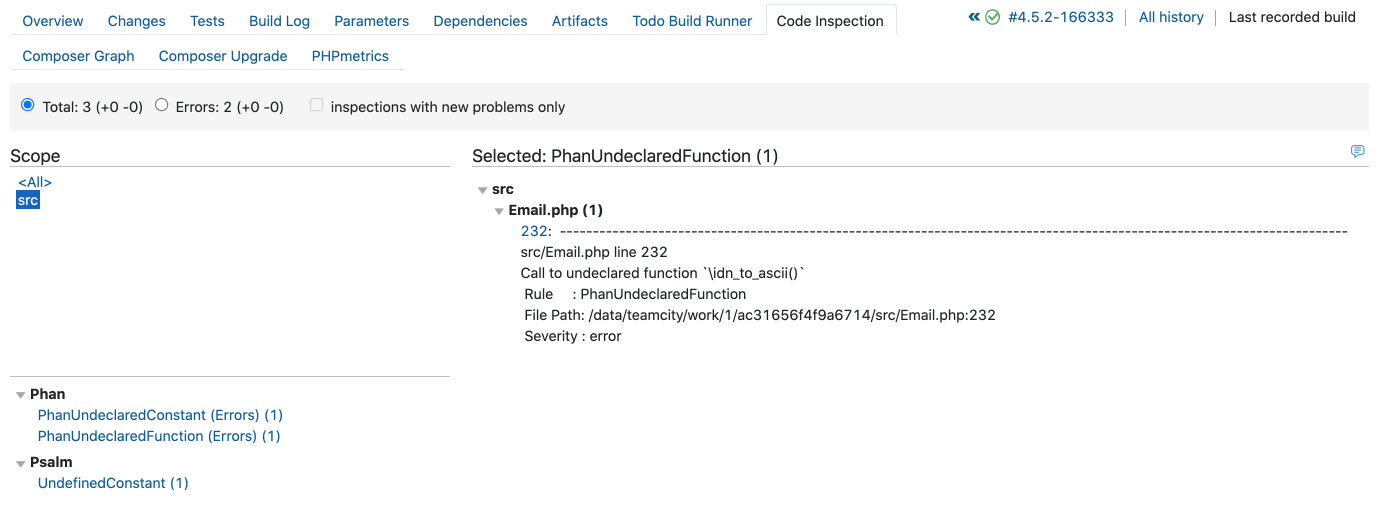 Overview Changes Tests Build Log Parameters Dependencies Artifacts Todo Build Runner Code Inspection « #4.5.2-166333 | All history | Last recorded build
Composer Graph Composer Upgrade PHPmetrics
Total: 3 (+0 -0) Errors: 2 (+0 -0) inspections with new problems only
Scope
<All>
src
Selected: PhanUndeclaredFunction (1)
src
Email.php (1)
232: ------------------------------------------------------------------------------------------------------------------------
src/Email.php line 232
Call to undeclared function `\idn_to_ascii()`
Rule : PhanUndeclaredFunction
File Path: /data/teamcity/work/1/ac31656f4f9a6714/src/Email.php:232
Severity : error
Phan
PhanUndeclaredConstant (Errors) (1)
PhanUndeclaredFunction (Errors) (1)
Psalm
UndefinedConstant (1)